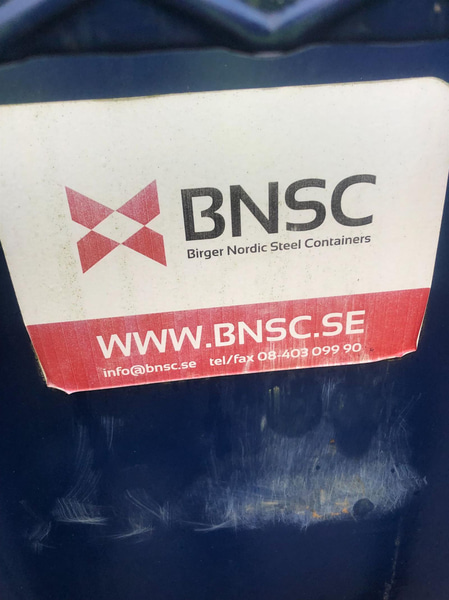 BNSC
Birger Nordic Steel Containers
WWW.BNSC.SE
info@bnsc.se tel/fax 08-403 099 90